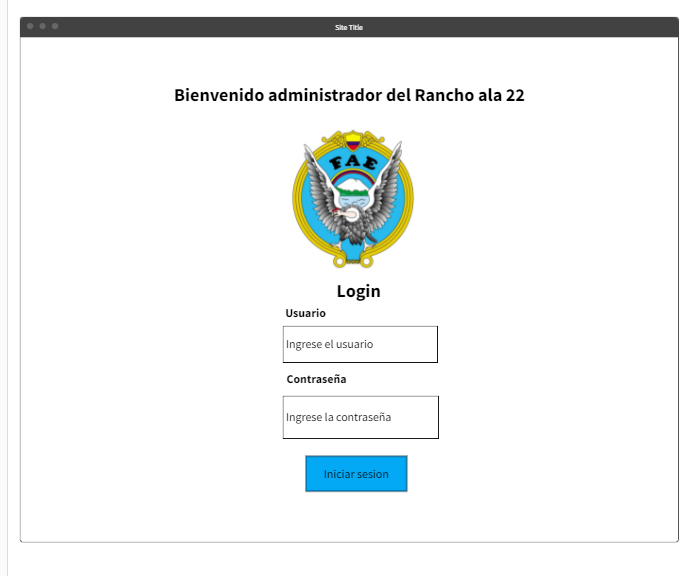 Site Title
Bienvenido administrador del Rancho ala 22
FAE
Login
Usuario
Ingrese el usuario
Contraseña
Ingrese la contraseña
Iniciar sesion